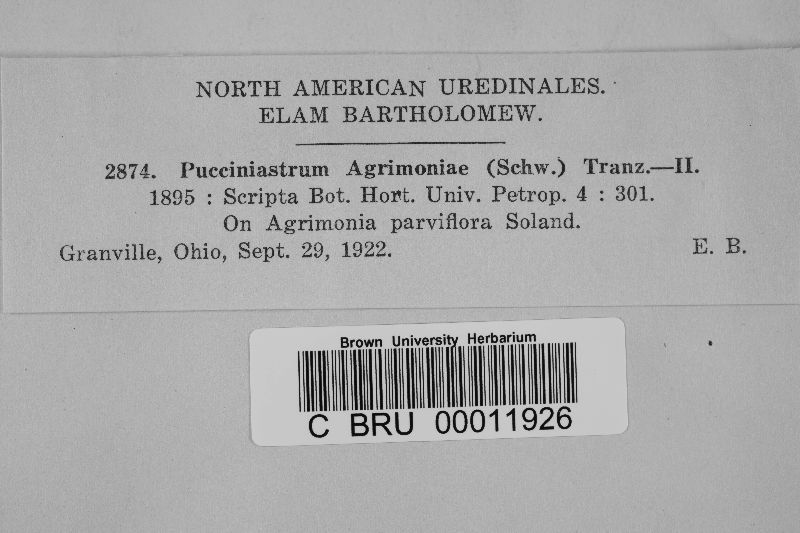 NORTH AMERICAN UREDINALES.
ELAM BARTHOLOMEW.
2874. Pucciniastrum Agrimoniae (Schw.) Tranz.—II.
1895 : Scripta Bot. Hort. Univ. Petrop. 4 : 301.
On Agrimonia parviflora Soland.
Granville, Ohio, Sept. 29, 1922. E. B.
Brown University Herbarium
C BRU 00011926